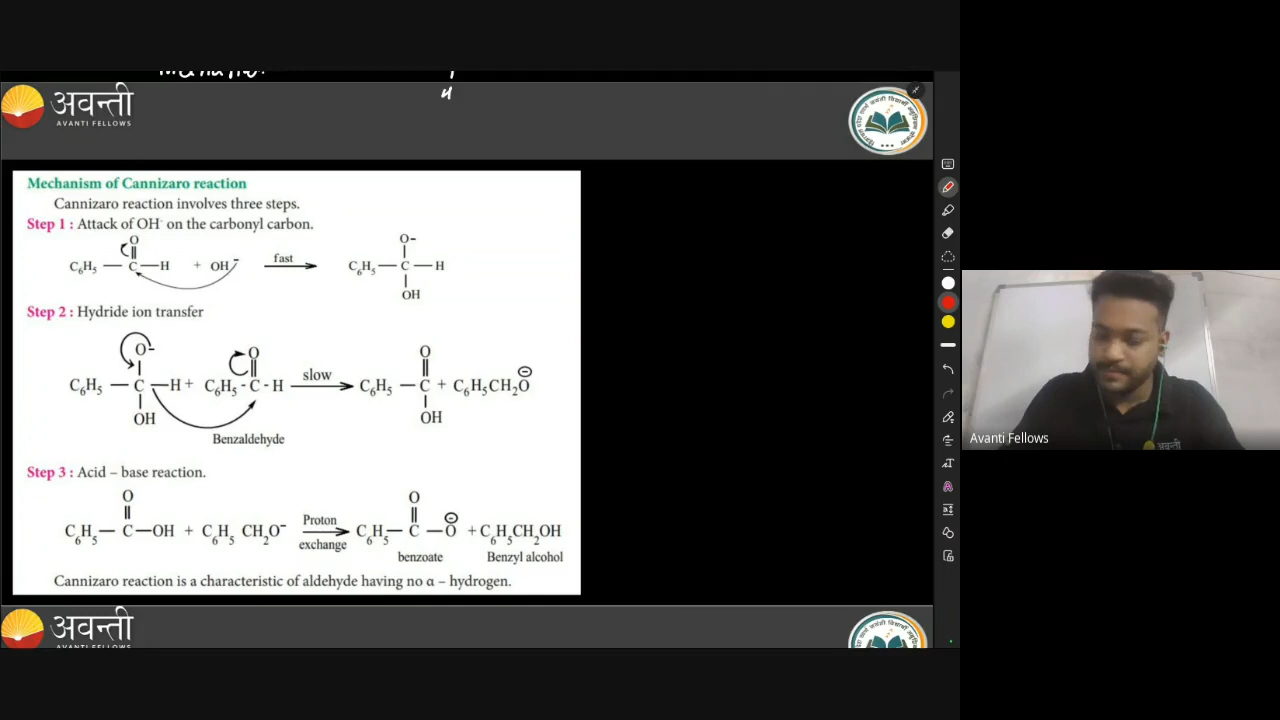 अवन्ती
AVANTI FELLOWS
Mechanism of Cannizaro reaction
Cannizaro reaction involves three steps.
Step 1 : Attack of OH- on the carbonyl carbon.
O O-
C₆H₅ — C — H + OH- fast C₆H₅ — C — H
OH
Step 2 : Hydride ion transfer
O- O O
C₆H₅ — C — H + C₆H₅ - C - H slow C₆H₅ — C + C₆H₅CH₂O⊖
OH OH
Benzaldehyde
Avanti Fellows
Step 3 : Acid – base reaction.
O O
C₆H₅ — C — OH + C₆H₅ CH₂O- Proton exchange C₆H₅ — C — O⊖ + C₆H₅CH₂OH
benzoate Benzyl alcohol
Cannizaro reaction is a characteristic of aldehyde having no α – hydrogen.
अवन्ती